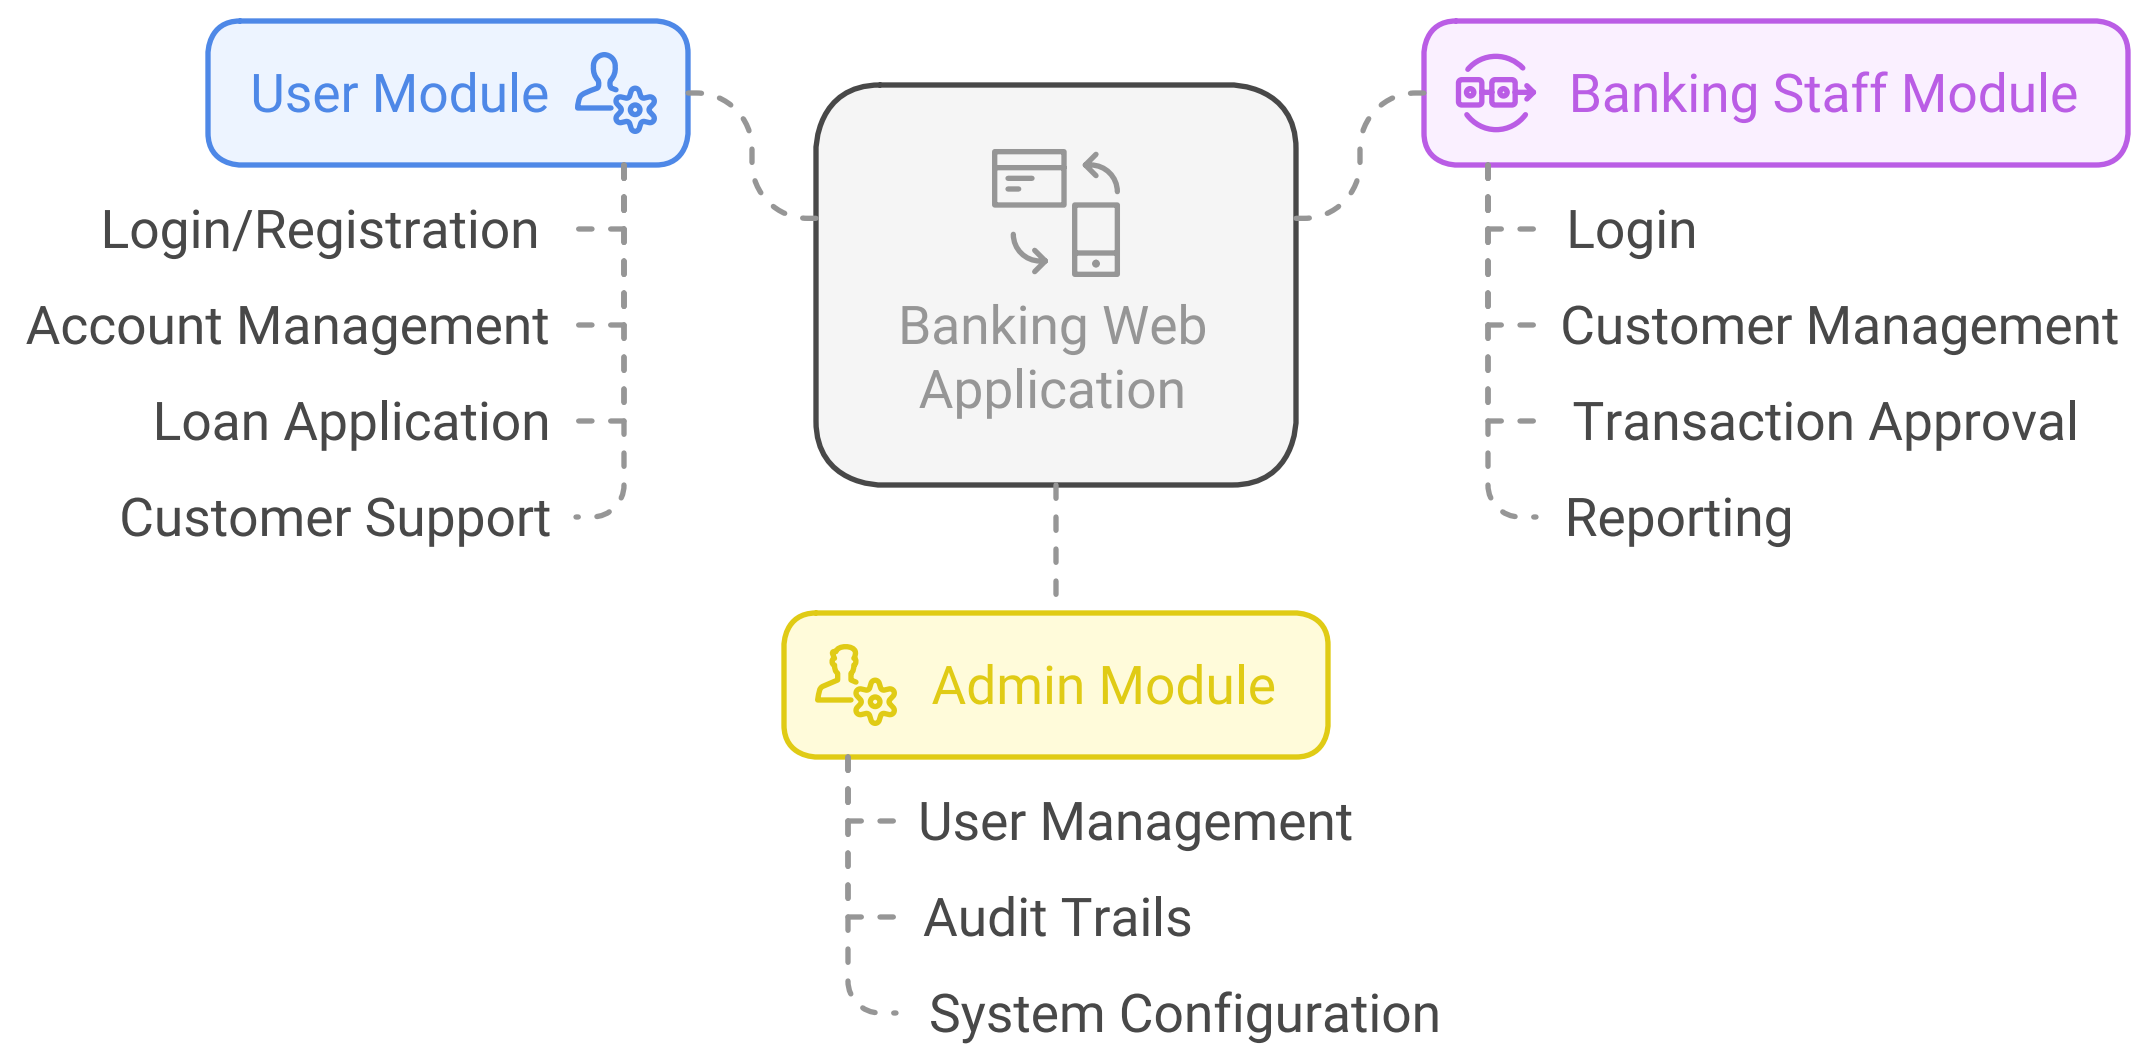 User Module
Login/Registration
Account Management
Loan Application
Customer Support
Banking Web
Application
Banking Staff Module
Login
Customer Management
Transaction Approval
Reporting
Admin Module
User Management
Audit Trails
System Configuration